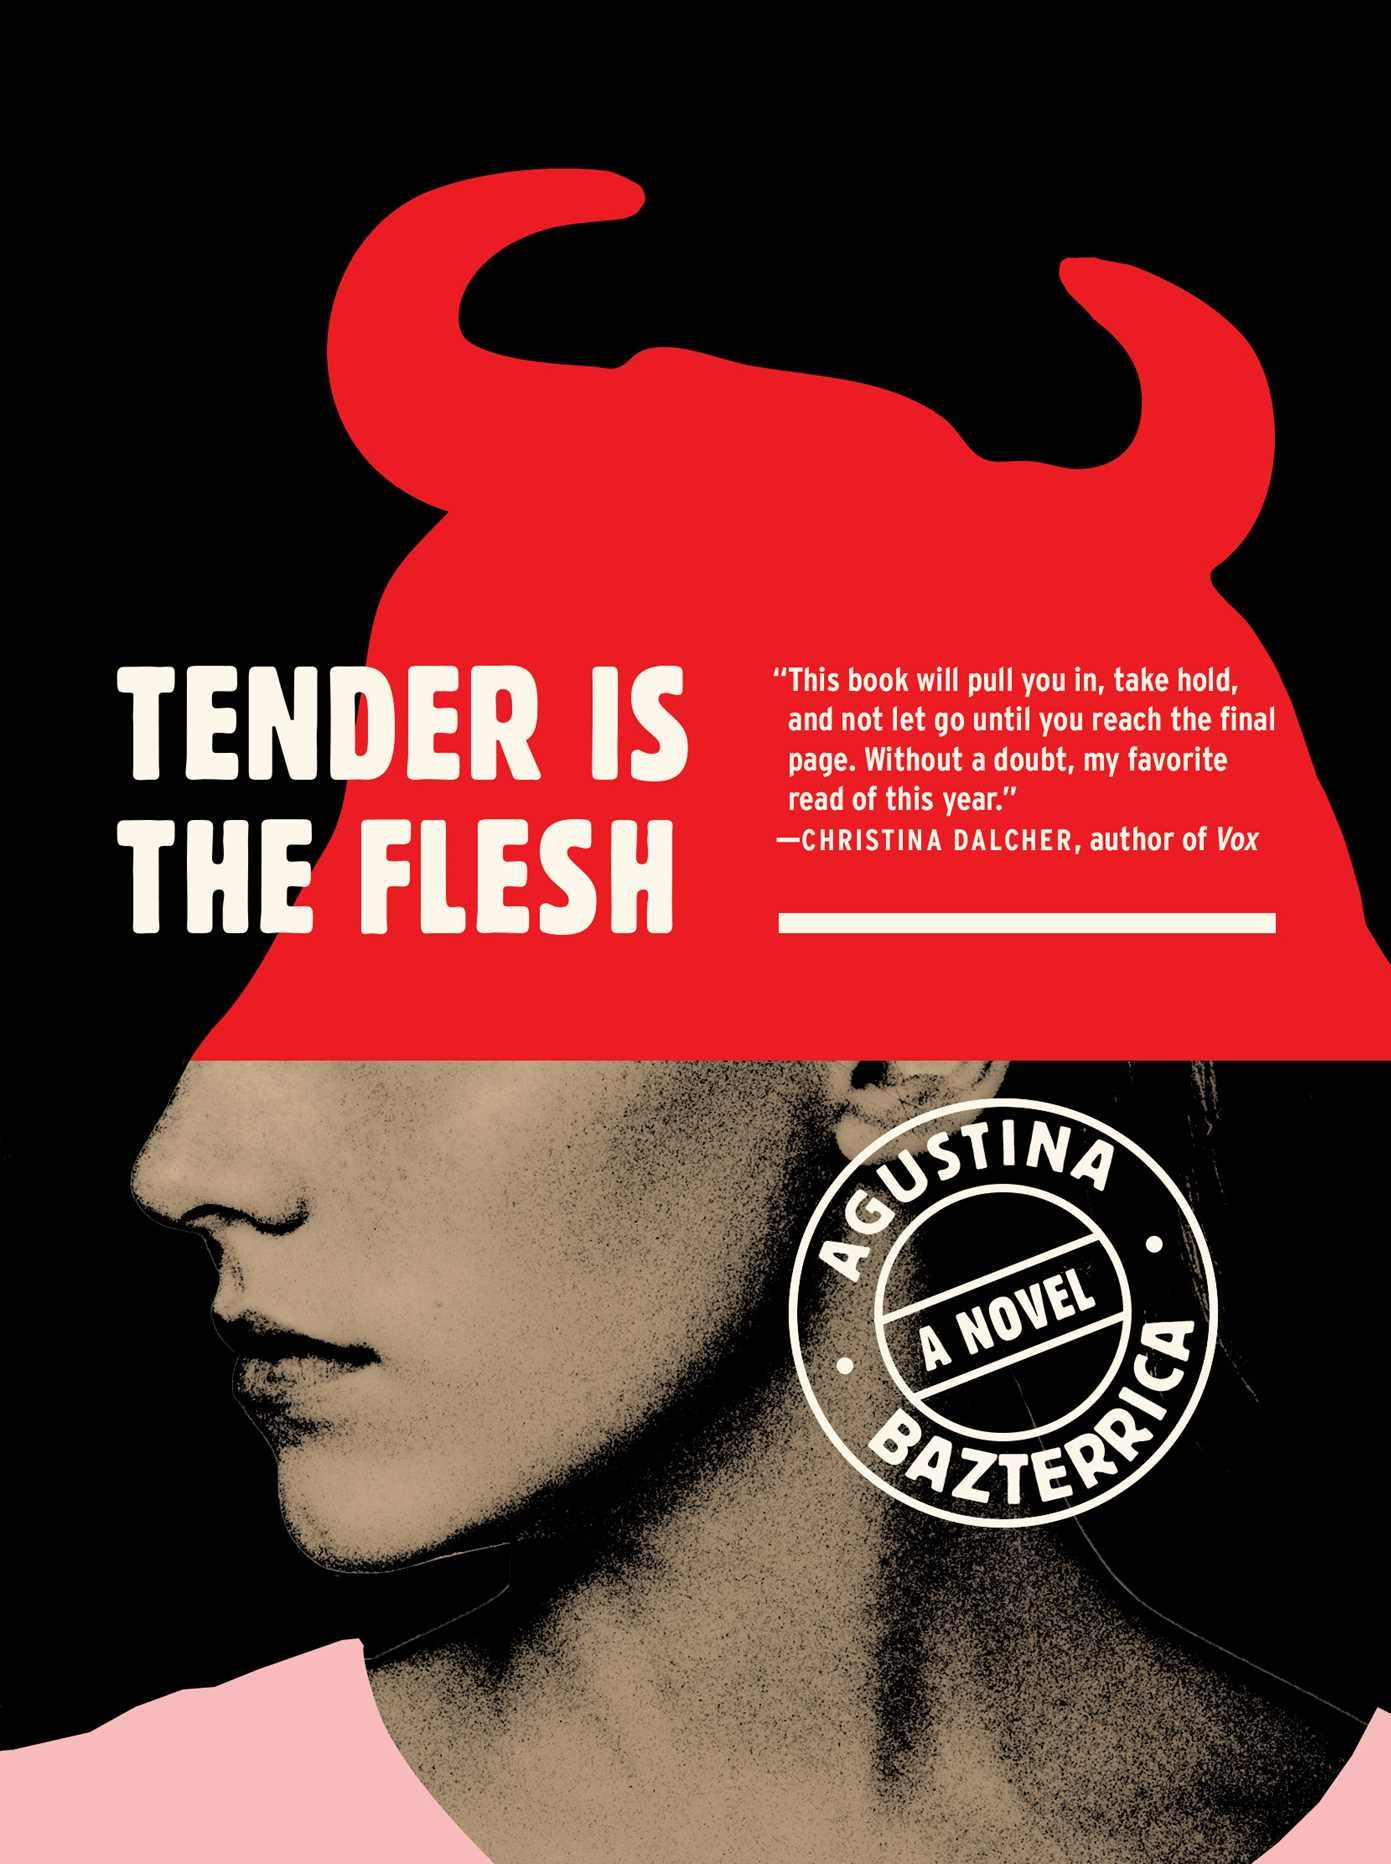 TENDER IS
THE FLESH
“This book will pull you in, take hold,
and not let go until you reach the final
page. Without a doubt, my favorite
read of this year.”
—CHRISTINA DALCHER, author of Vox
AGUSTINA
A NOVEL
BAZTERRICA